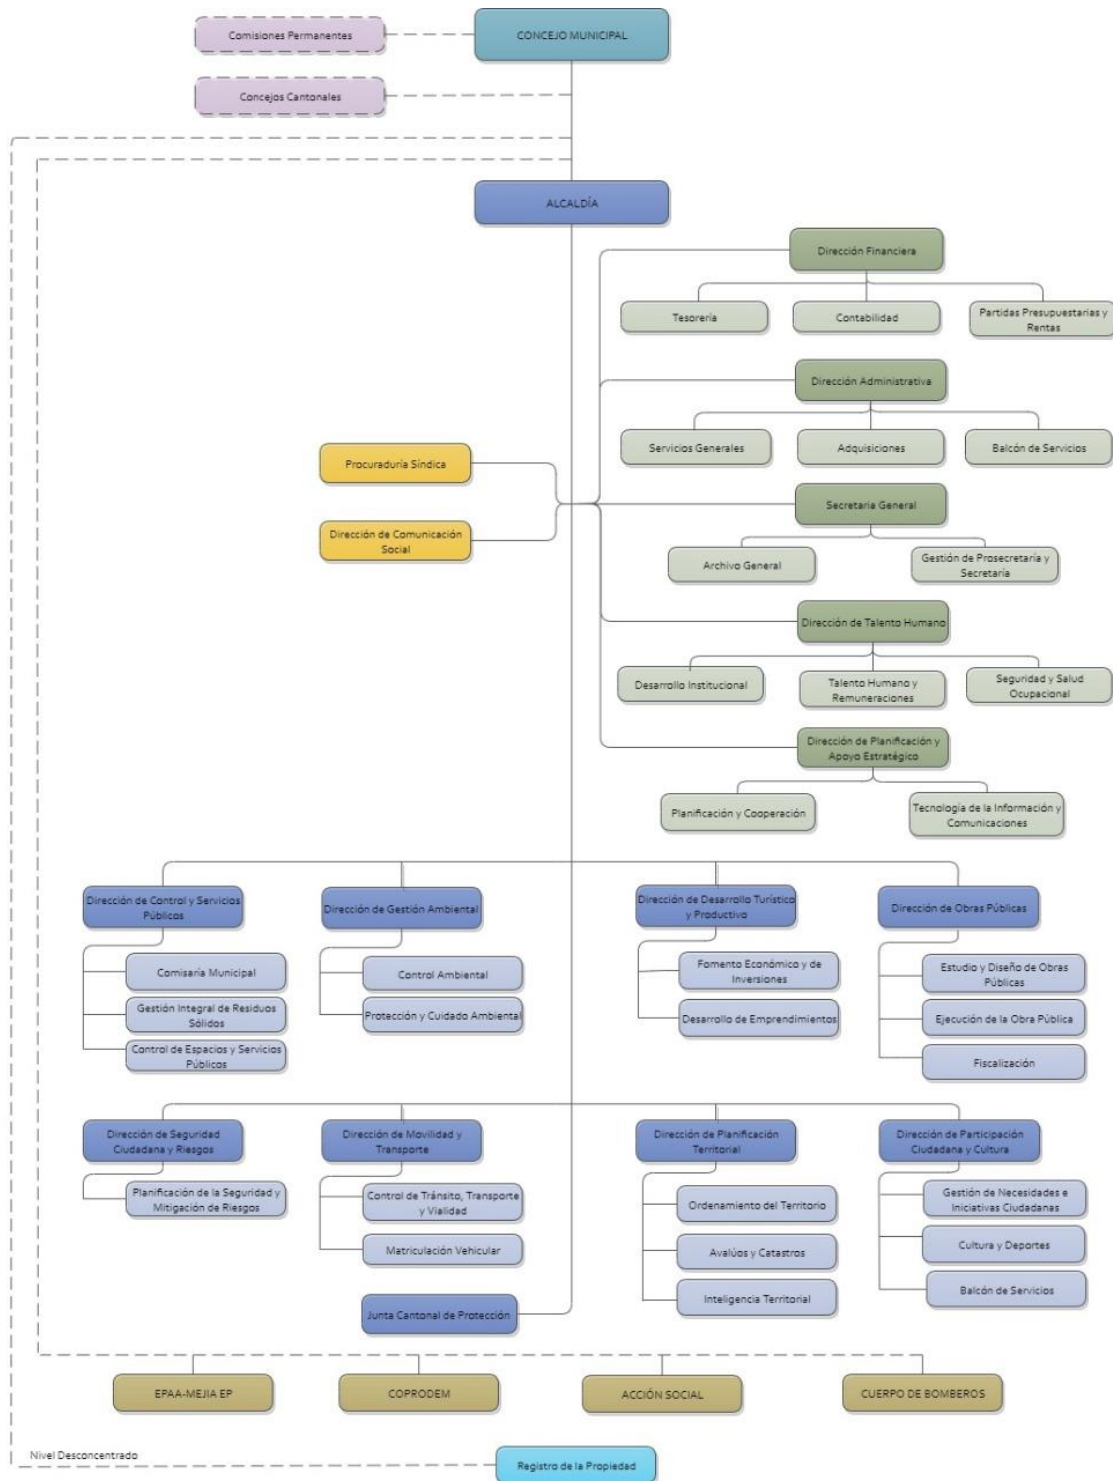 Comisiones Permanentes
CONCEJO MUNICIPAL
Concejos Cantonales
ALCALDÍA
Dirección Financiera
Tesorería
Contabilidad
Partidas Presupuestarias y
Rentas
Dirección Administrativa
Servicios Generales
Adquisiciones
Balcón de Servicios
Procuraduría Síndica
Dirección de Comunicación
Social
Secretaría General
Archivo General
Gestión de Prosecretaría y
Secretaría
Dirección de Talento Humano
Desarrollo Institucional
Talento Humano y
Remuneraciones
Seguridad y Salud
Ocupacional
Dirección de Planificación y
Apoyo Estratégico
Planificación y Cooperación
Tecnología de la Información y
Comunicaciones
Dirección de Control y Servicios
Públicos
Comisaría Municipal
Gestión Integral de Residuos
Sólidos
Control de Espacios y Servicios
Públicos
Dirección de Gestión Ambiental
Control Ambiental
Protección y Cuidado Ambiental
Dirección de Desarrollo Turístico
y Productivo
Fomento Económico y de
Inversiones
Desarrollo de Emprendimientos
Dirección de Obras Públicas
Estudio y Diseño de Obras
Públicas
Ejecución de la Obra Pública
Fiscalización
Dirección de Seguridad
Ciudadana y Riesgos
Planificación de la Seguridad y
Mitigación de Riesgos
Dirección de Movilidad y
Transporte
Control de Tránsito, Transporte
y Vialidad
Matriculación Vehicular
Dirección de Planificación
Territorial
Ordenamiento del Territorio
Avalúos y Catastros
Inteligencia Territorial
Dirección de Participación
Ciudadana y Cultura
Gestión de Necesidades e
Iniciativas Ciudadanas
Cultura y Deportes
Balcón de Servicios
Junta Cantonal de Protección
EPAA-MEJIA EP
COPRODEM
ACCIÓN SOCIAL
CUERPO DE BOMBEROS
Nivel Desconcentrado
Registro de la Propiedad